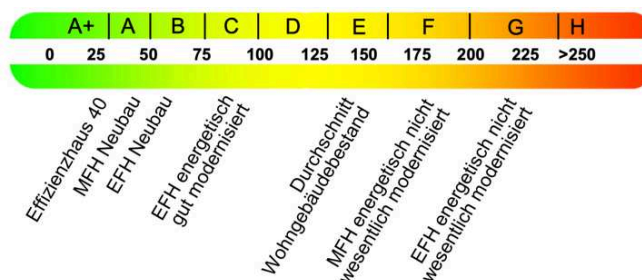 A+ A B C D E F G H
0 25 50 75 100 125 150 175 200 225 >250
Effizienzhaus 40
MFH Neubau
EFH Neubau
EFH energetisch
gut modernisiert
Durchschnitt
Wohngebäudebestand
MFH energetisch nicht
wesentlich modernisiert
EFH energetisch nicht
wesentlich modernisiert